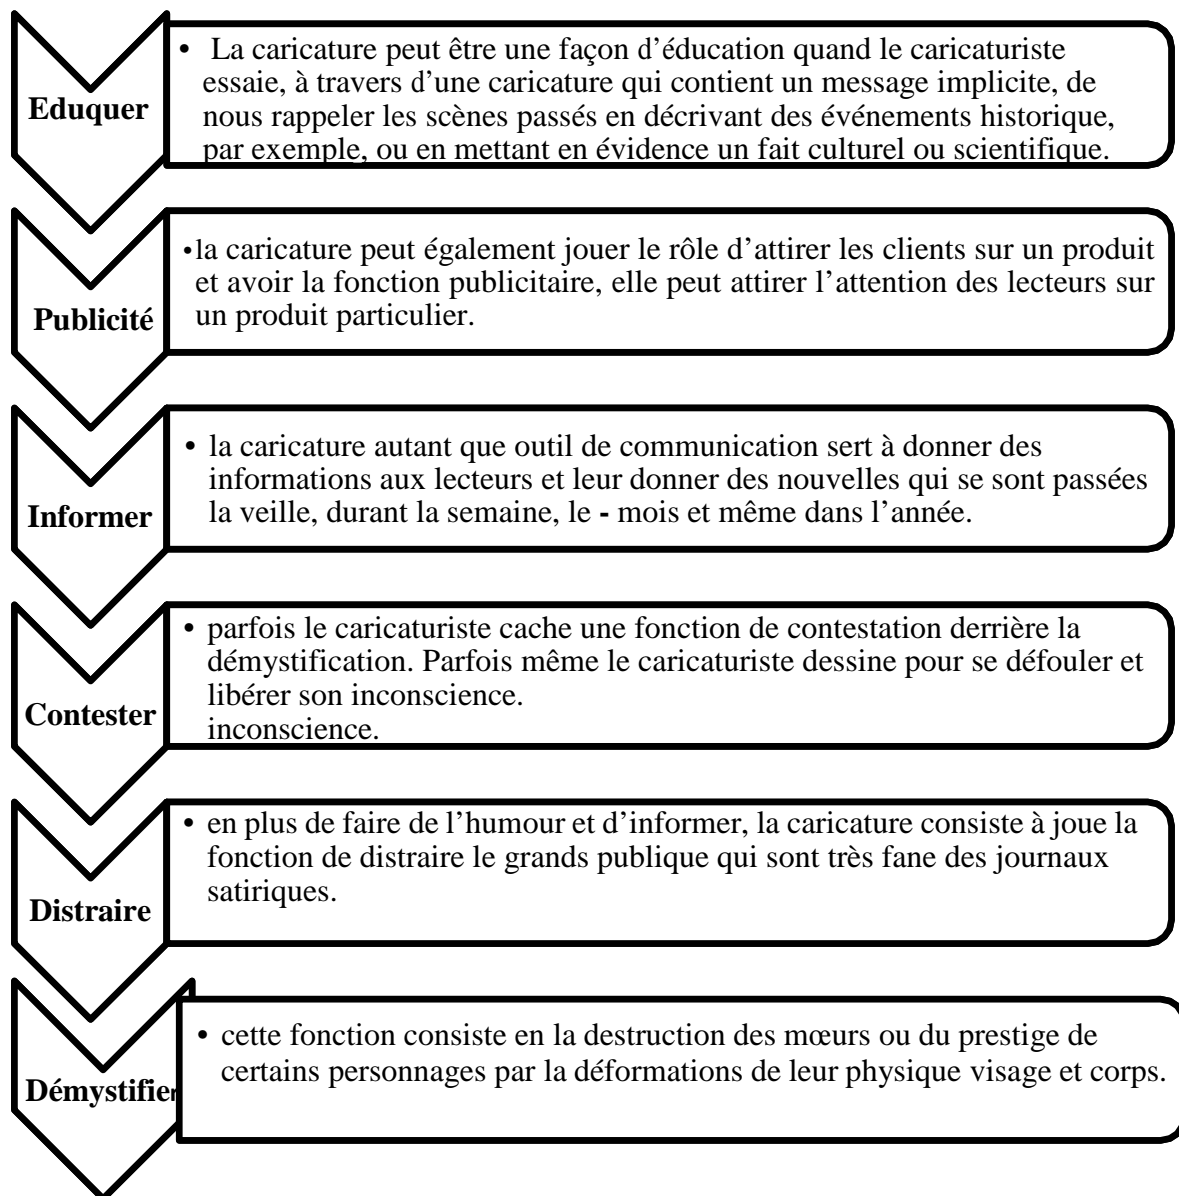 Eduquer
• La caricature peut être une façon d’éducation quand le caricaturiste
essaie, à travers d’une caricature qui contient un message implicite, de
nous rappeler les scènes passés en décrivant des événements historique,
par exemple, ou en mettant en évidence un fait culturel ou scientifique.
Publicité
• la caricature peut également jouer le rôle d’attirer les clients sur un produit
et avoir la fonction publicitaire, elle peut attirer l’attention des lecteurs sur
un produit particulier.
Informer
• la caricature autant que outil de communication sert à donner des
informations aux lecteurs et leur donner des nouvelles qui se sont passées
la veille, durant la semaine, le - mois et même dans l’année.
Contester
• parfois le caricaturiste cache une fonction de contestation derrière la
démystification. Parfois même le caricaturiste dessine pour se défouler et
libérer son inconscience.
inconscience.
Distraire
• en plus de faire de l’humour et d’informer, la caricature consiste à joue la
fonction de distraire le grands publique qui sont très fane des journaux
satiriques.
Démystifier
• cette fonction consiste en la destruction des mœurs ou du prestige de
certains personnages par la déformations de leur physique visage et corps.